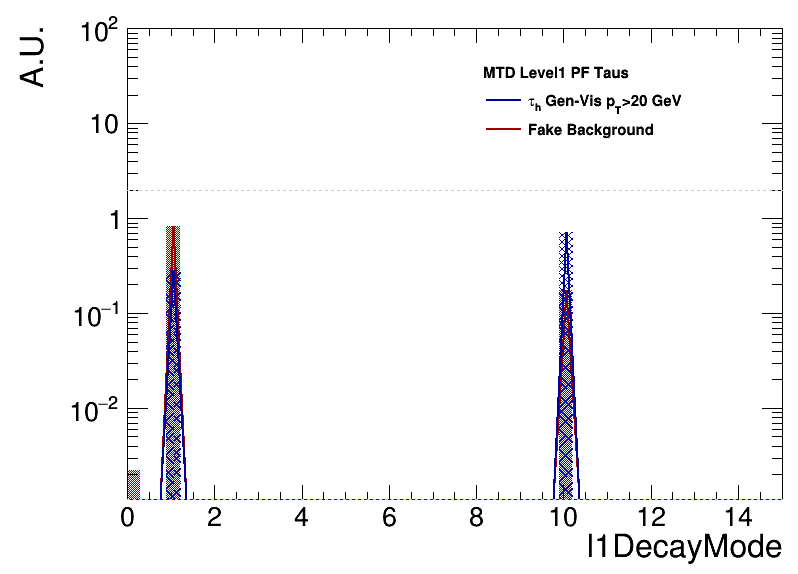 A.U.
10²
10
1
10⁻¹
10⁻²
MTD Level1 PF Taus
τₕ Gen-Vis p_T>20 GeV
Fake Background
0 2 4 6 8 10 12 14
l1DecayMode